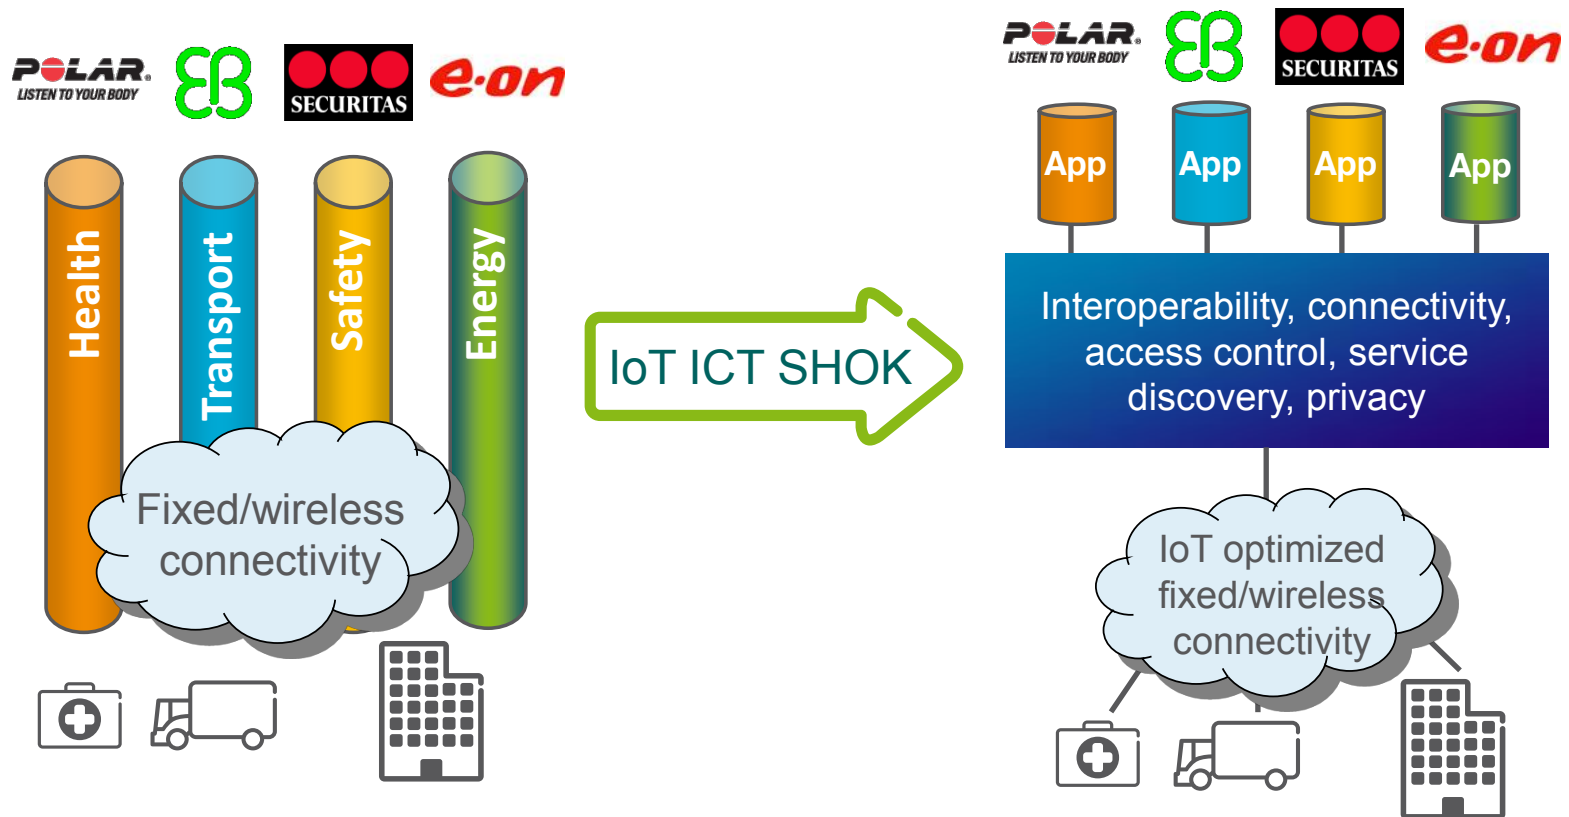 POLAR®
LISTEN TO YOUR BODY
EB
SECURITAS
e·on
Health
Transport
Safety
Energy
Fixed/wireless
connectivity
IoT ICT SHOK
POLAR®
LISTEN TO YOUR BODY
EB
SECURITAS
e·on
App
App
App
App
Interoperability, connectivity,
access control, service
discovery, privacy
IoT optimized
fixed/wireless
connectivity